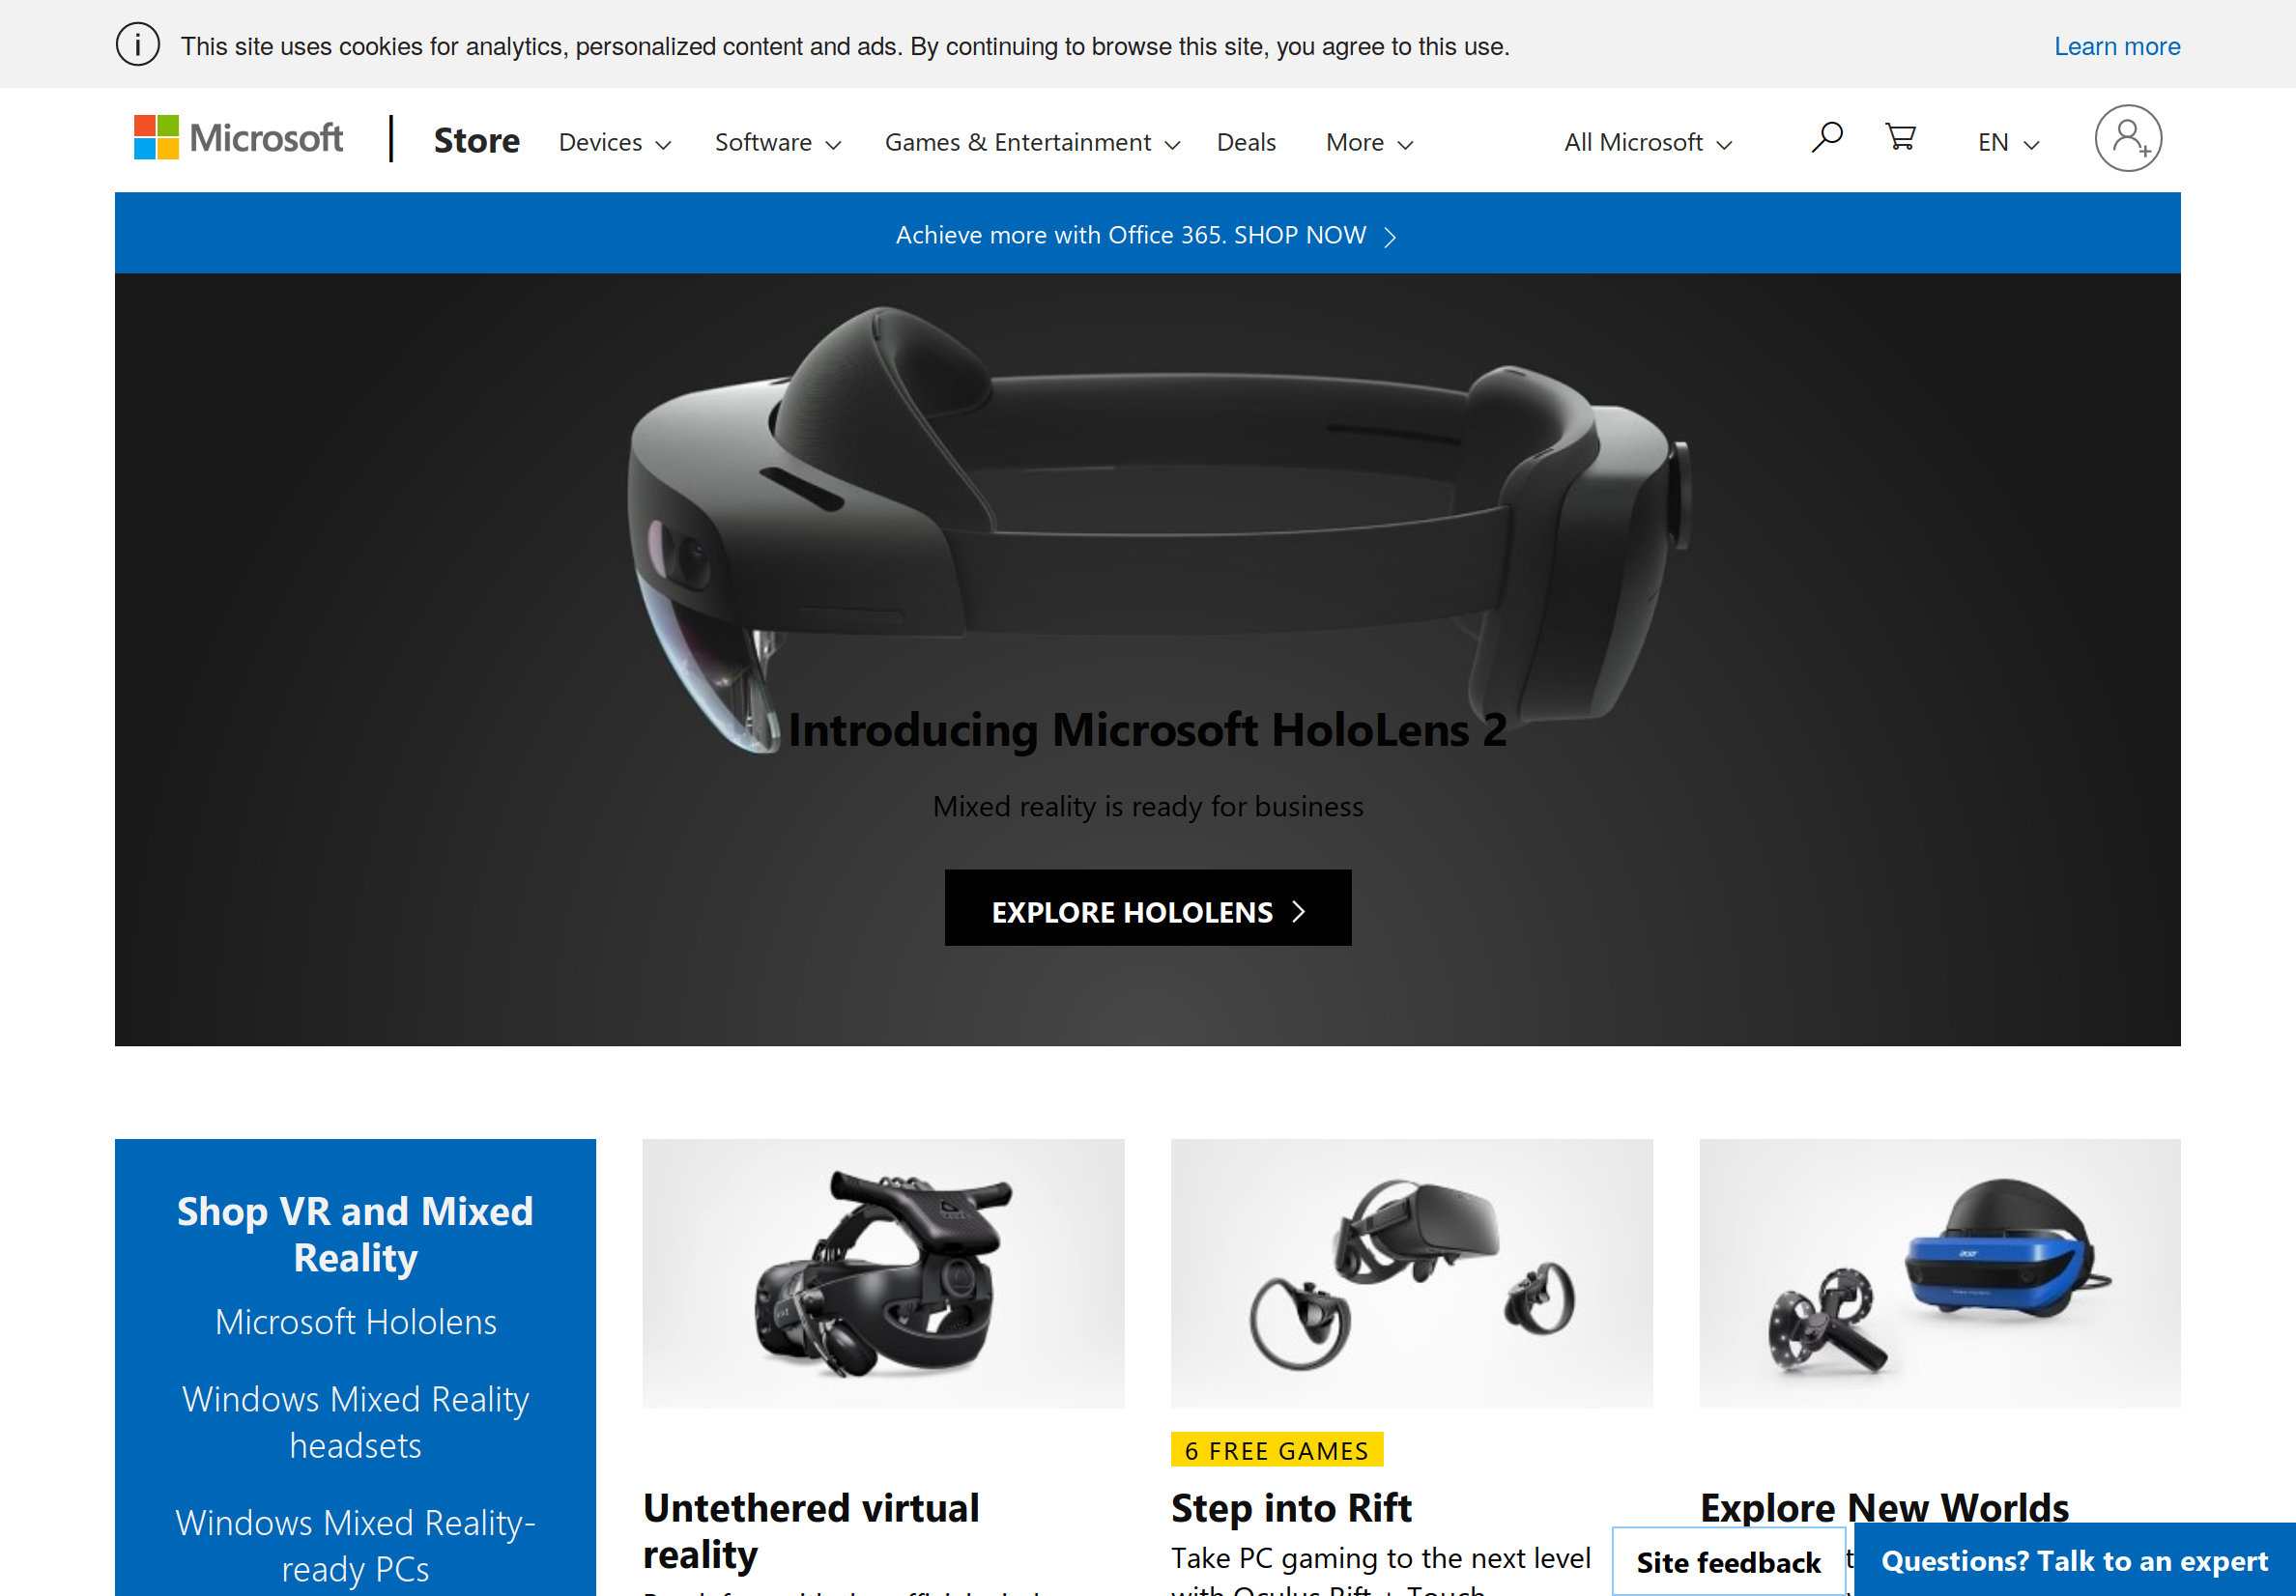 This site uses cookies for analytics, personalized content and ads. By continuing to browse this site, you agree to this use.
Learn more
Microsoft
Store
Devices
Software
Games & Entertainment
Deals
More
All Microsoft
EN
Achieve more with Office 365. SHOP NOW
Introducing Microsoft HoloLens 2
Mixed reality is ready for business
EXPLORE HOLOLENS
Shop VR and Mixed
Reality
Microsoft Hololens
Windows Mixed Reality
headsets
Windows Mixed Reality-
ready PCs
Untethered virtual
reality
6 FREE GAMES
Step into Rift
Take PC gaming to the next level
with Oculus Rift + Touch
acer
Explore New Worlds
Site feedback
Questions? Talk to an expert